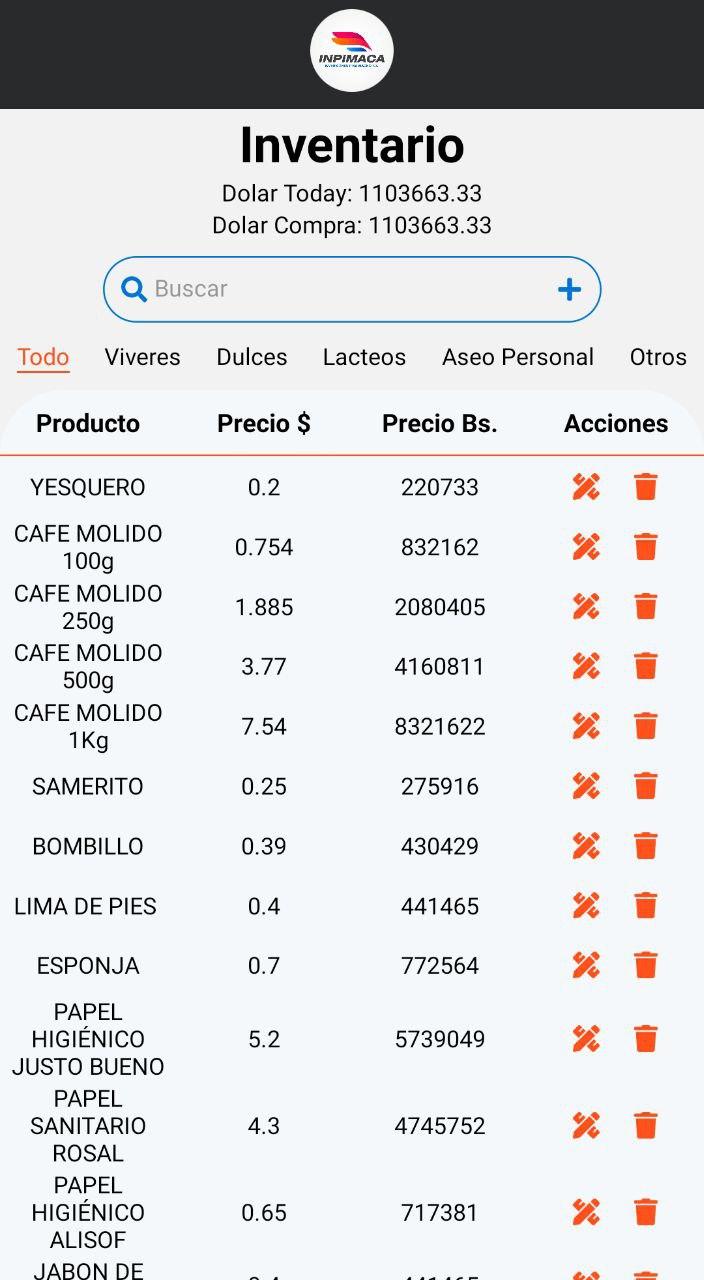 INPIMACA
Inventario
Dolar Today: 1103663.33
Dolar Compra: 1103663.33
Buscar
Todo Viveres Dulces Lacteos Aseo Personal Otros
Producto Precio $ Precio Bs. Acciones
YESQUERO 0.2 220733
CAFE MOLIDO
100g 0.754 832162
CAFE MOLIDO
250g 1.885 2080405
CAFE MOLIDO
500g 3.77 4160811
CAFE MOLIDO
1Kg 7.54 8321622
SAMERITO 0.25 275916
BOMBILLO 0.39 430429
LIMA DE PIES 0.4 441465
ESPONJA 0.7 772564
PAPEL
HIGIÉNICO 5.2 5739049
JUSTO BUENO
PAPEL
SANITARIO 4.3 4745752
ROSAL
PAPEL
HIGIÉNICO 0.65 717381
ALISOF
JABON DE